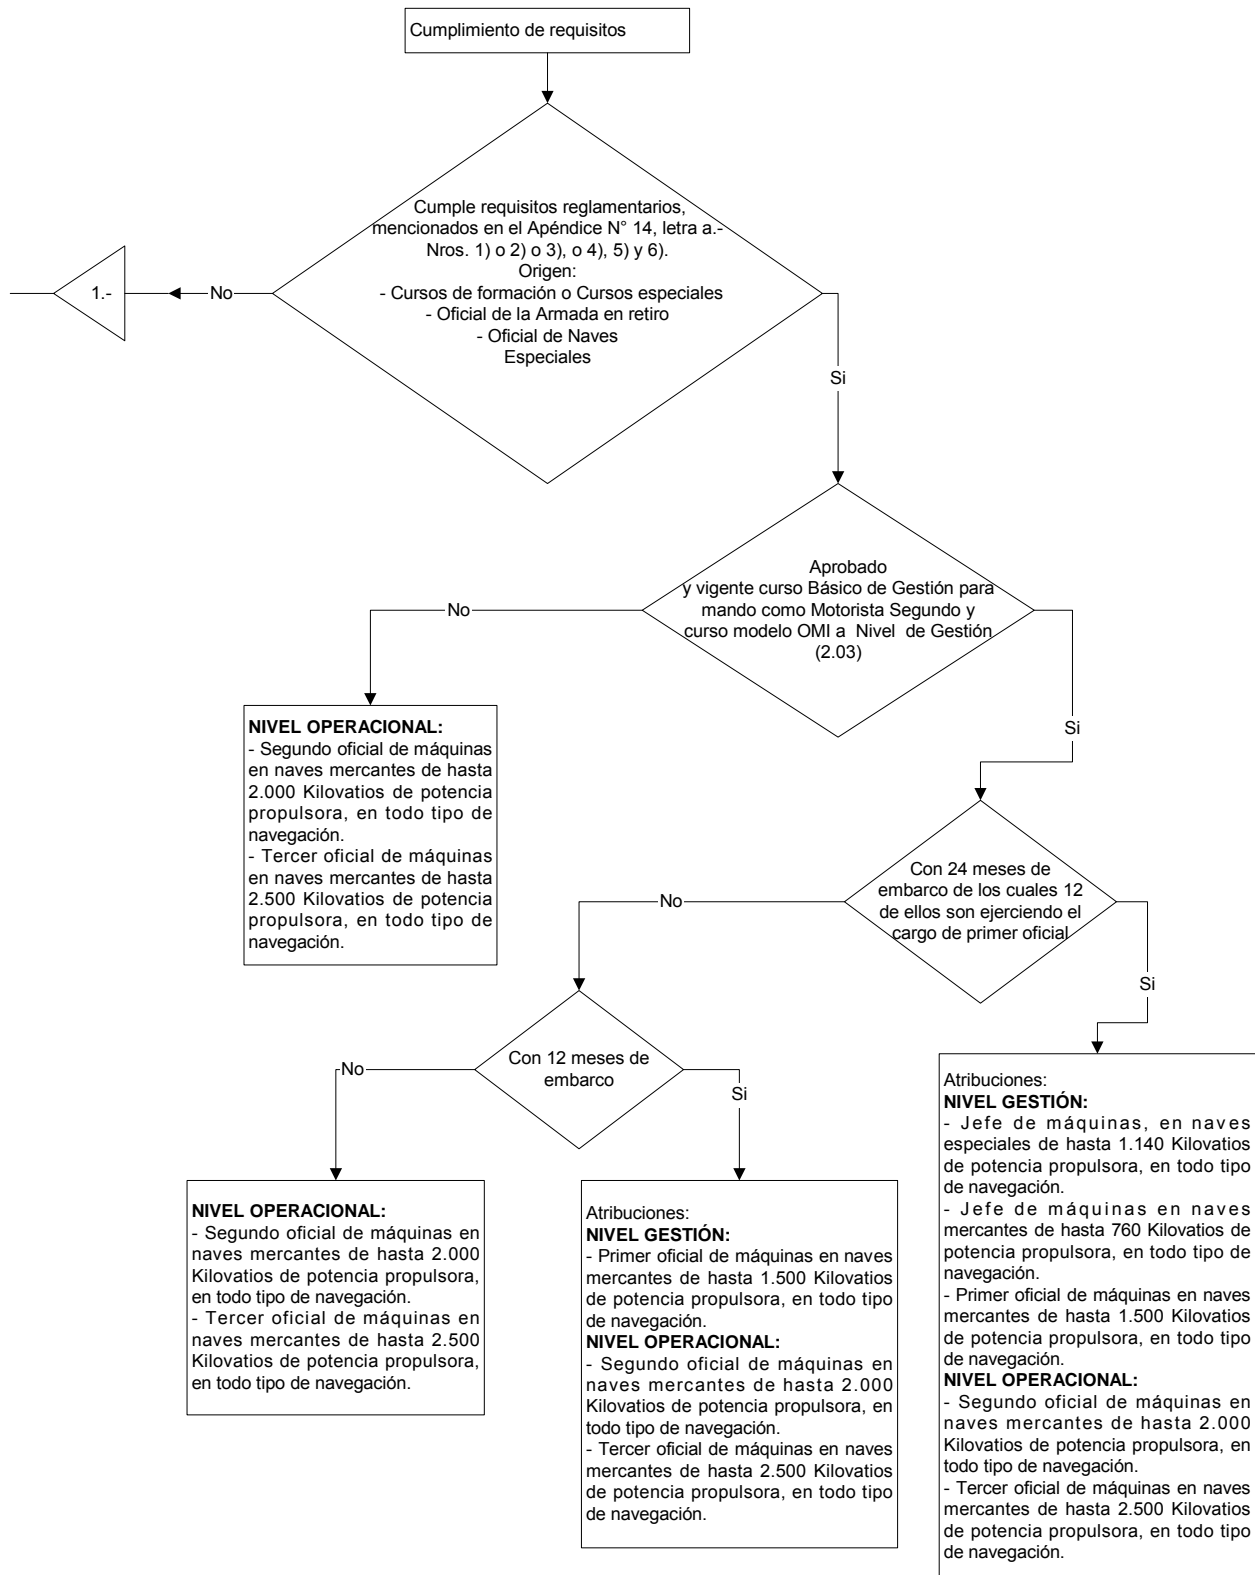 Cumplimiento de requisitos
Cumple requisitos reglamentarios,
mencionados en el Apéndice N° 14, letra a.-
Nros. 1) o 2) o 3), o 4), 5) y 6).
Origen:
- Cursos de formación o Cursos especiales
- Oficial de la Armada en retiro
- Oficial de Naves
Especiales
1.-
No
Si
Aprobado
y vigente curso Básico de Gestión para
mando como Motorista Segundo y
curso modelo OMI a Nivel de Gestión
(2.03)
No
Si
NIVEL OPERACIONAL:
- Segundo oficial de máquinas
en naves mercantes de hasta
2.000 Kilovatios de potencia
propulsora, en todo tipo de
navegación.
- Tercer oficial de máquinas
en naves mercantes de hasta
2.500 Kilovatios de potencia
propulsora, en todo tipo de
navegación.
Con 24 meses de
embarco de los cuales 12
de ellos son ejerciendo el
cargo de primer oficial
No
Si
Con 12 meses de
embarco
No
Si
NIVEL OPERACIONAL:
- Segundo oficial de máquinas en
naves mercantes de hasta 2.000
Kilovatios de potencia propulsora,
en todo tipo de navegación.
- Tercer oficial de máquinas en
naves mercantes de hasta 2.500
Kilovatios de potencia propulsora,
en todo tipo de navegación.
Atribuciones:
NIVEL GESTIÓN:
- Primer oficial de máquinas en naves
mercantes de hasta 1.500 Kilovatios
de potencia propulsora, en todo tipo
de navegación.
NIVEL OPERACIONAL:
- Segundo oficial de máquinas en
naves mercantes de hasta 2.000
Kilovatios de potencia propulsora, en
todo tipo de navegación.
- Tercer oficial de máquinas en naves
mercantes de hasta 2.500 Kilovatios
de potencia propulsora, en todo tipo
de navegación.
Atribuciones:
NIVEL GESTIÓN:
- Jefe de máquinas, en naves
especiales de hasta 1.140 Kilovatios
de potencia propulsora, en todo tipo
de navegación.
- Jefe de máquinas en naves
mercantes de hasta 760 Kilovatios de
potencia propulsora, en todo tipo de
navegación.
- Primer oficial de máquinas en naves
mercantes de hasta 1.500 Kilovatios
de potencia propulsora, en todo tipo
de navegación.
NIVEL OPERACIONAL:
- Segundo oficial de máquinas en
naves mercantes de hasta 2.000
Kilovatios de potencia propulsora, en
todo tipo de navegación.
- Tercer oficial de máquinas en naves
mercantes de hasta 2.500 Kilovatios
de potencia propulsora, en todo tipo
de navegación.